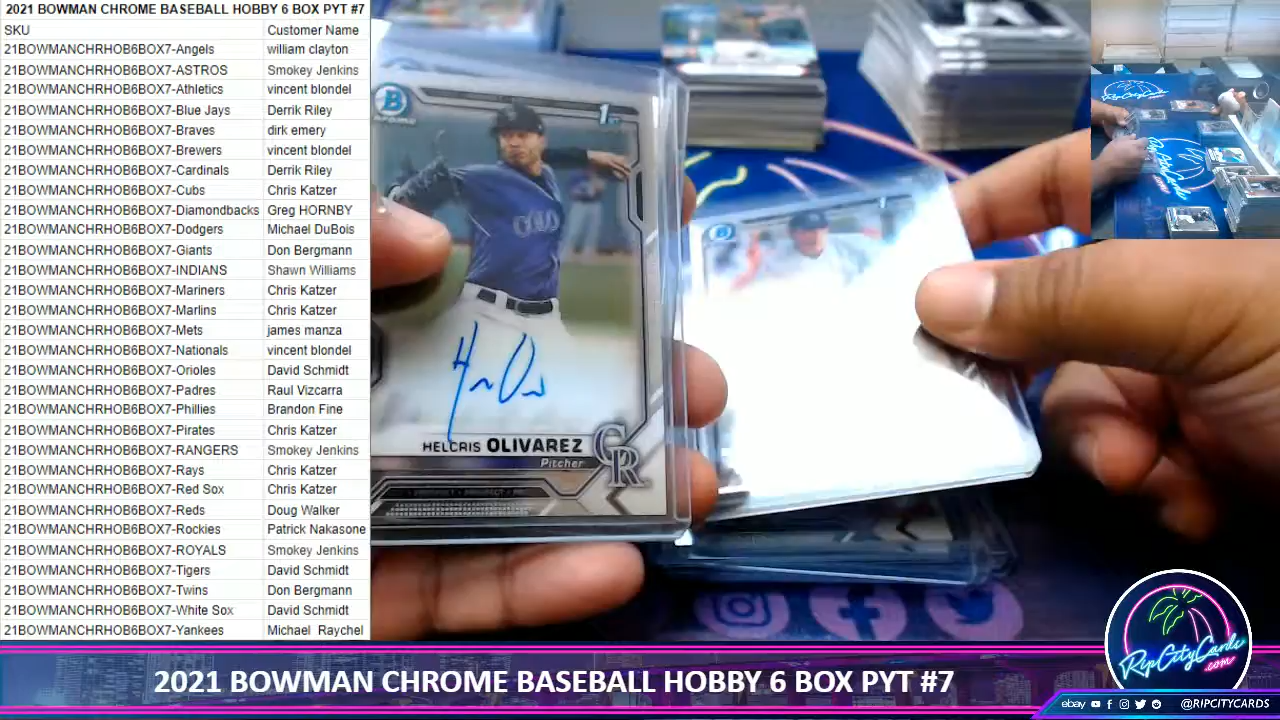 2021 BOWMAN CHROME BASEBALL HOBBY 6 BOX PYT #7
SKU Customer Name
21BOWMANCHRHOB6BOX7-Angels william clayton
21BOWMANCHRHOB6BOX7-ASTROS Smokey Jenkins
21BOWMANCHRHOB6BOX7-Athletics vincent blondel
21BOWMANCHRHOB6BOX7-Blue Jays Derrik Riley
21BOWMANCHRHOB6BOX7-Braves dirk emery
21BOWMANCHRHOB6BOX7-Brewers vincent blondel
21BOWMANCHRHOB6BOX7-Cardinals Derrik Riley
21BOWMANCHRHOB6BOX7-Cubs Chris Katzer
21BOWMANCHRHOB6BOX7-Diamondbacks Greg HORNBY
21BOWMANCHRHOB6BOX7-Dodgers Michael DuBois
21BOWMANCHRHOB6BOX7-Giants Don Bergmann
21BOWMANCHRHOB6BOX7-INDIANS Shawn Williams
21BOWMANCHRHOB6BOX7-Mariners Chris Katzer
21BOWMANCHRHOB6BOX7-Marlins Chris Katzer
21BOWMANCHRHOB6BOX7-Mets james manza
21BOWMANCHRHOB6BOX7-Nationals vincent blondel
21BOWMANCHRHOB6BOX7-Orioles David Schmidt
21BOWMANCHRHOB6BOX7-Padres Raul Vizcarra
21BOWMANCHRHOB6BOX7-Phillies Brandon Fine
21BOWMANCHRHOB6BOX7-Pirates Chris Katzer
21BOWMANCHRHOB6BOX7-RANGERS Smokey Jenkins
21BOWMANCHRHOB6BOX7-Rays Chris Katzer
21BOWMANCHRHOB6BOX7-Red Sox Chris Katzer
21BOWMANCHRHOB6BOX7-Reds Doug Walker
21BOWMANCHRHOB6BOX7-Rockies Patrick Nakasone
21BOWMANCHRHOB6BOX7-ROYALS Smokey Jenkins
21BOWMANCHRHOB6BOX7-Tigers David Schmidt
21BOWMANCHRHOB6BOX7-Twins Don Bergmann
21BOWMANCHRHOB6BOX7-White Sox David Schmidt
21BOWMANCHRHOB6BOX7-Yankees Michael Raychel
B
1st
HELCRIS OLIVAREZ
Pitcher
CR
RipCityCards
.com
2021 BOWMAN CHROME BASEBALL HOBBY 6 BOX PYT #7
ebay @RIPCITYCARDS